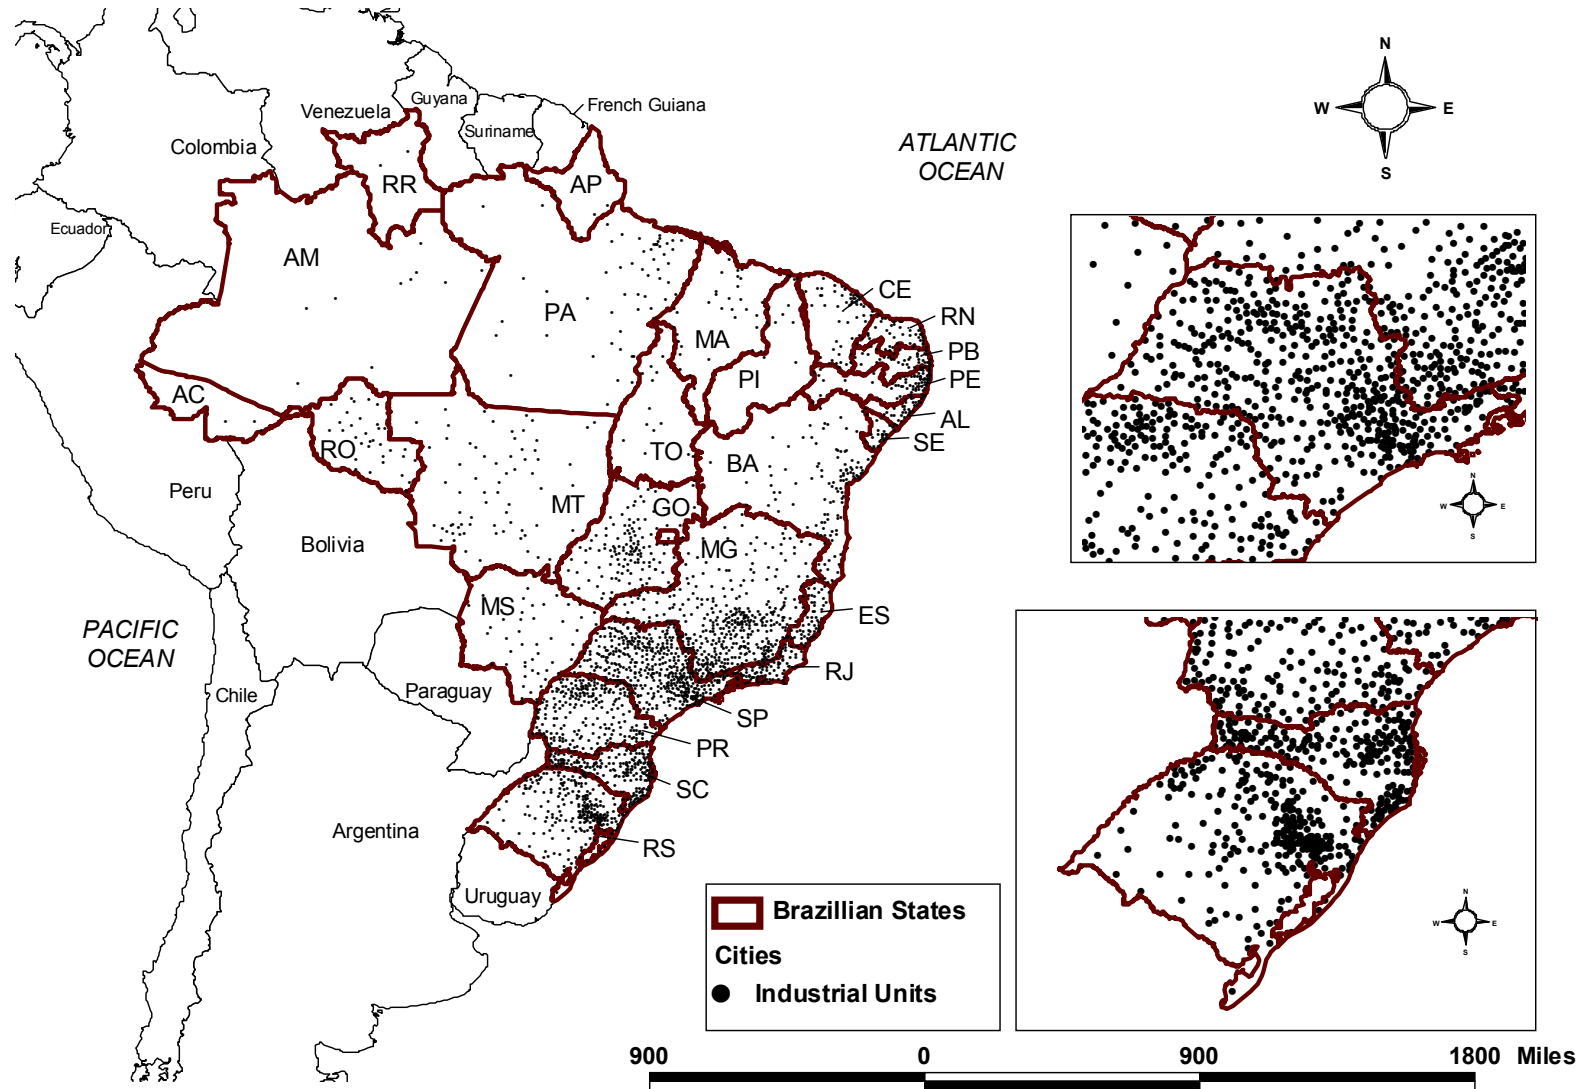 N
W
E
S
Guyana
French Guiana
Venezuela
Suriname
Colombia
ATLANTIC
OCEAN
RR
AP
Ecuador
AM
CE
PA
RN
MA
PB
PI
PE
AC
AL
SE
RO
TO
BA
Peru
MT
GO
N
W
E
S
Bolivia
MG
MS
ES
PACIFIC
OCEAN
RJ
Chile
Paraguay
SP
PR
SC
Argentina
RS
Uruguay
N
W
E
S
Brazillian States
Cities
Industrial Units
900
0
900
1800 Miles